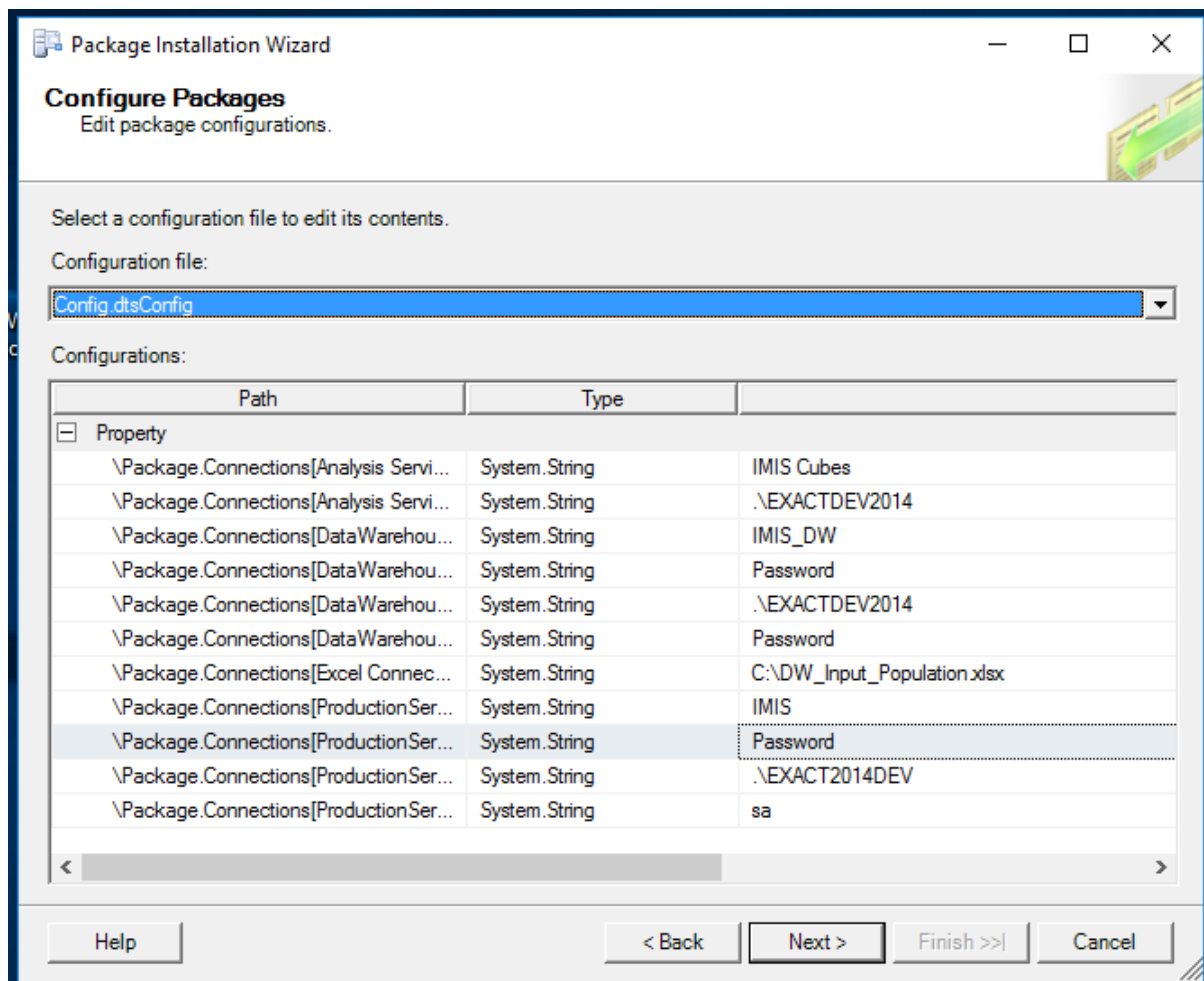 Package Installation Wizard
Configure Packages
Edit package configurations.
Select a configuration file to edit its contents.
Configuration file:
Config.dtsConfig
Configurations:
Path Type
Property
\Package.Connections[Analysis Servi... System.String IMIS Cubes
\Package.Connections[Analysis Servi... System.String .\EXACTDEV2014
\Package.Connections[DataWarehou... System.String IMIS_DW
\Package.Connections[DataWarehou... System.String Password
\Package.Connections[DataWarehou... System.String .\EXACTDEV2014
\Package.Connections[DataWarehou... System.String Password
\Package.Connections[Excel Connec... System.String C:\DW_Input_Population.xlsx
\Package.Connections[ProductionSer... System.String IMIS
\Package.Connections[ProductionSer... System.String Password
\Package.Connections[ProductionSer... System.String .\EXACT2014DEV
\Package.Connections[ProductionSer... System.String sa
Help < Back Next > Finish >>| Cancel